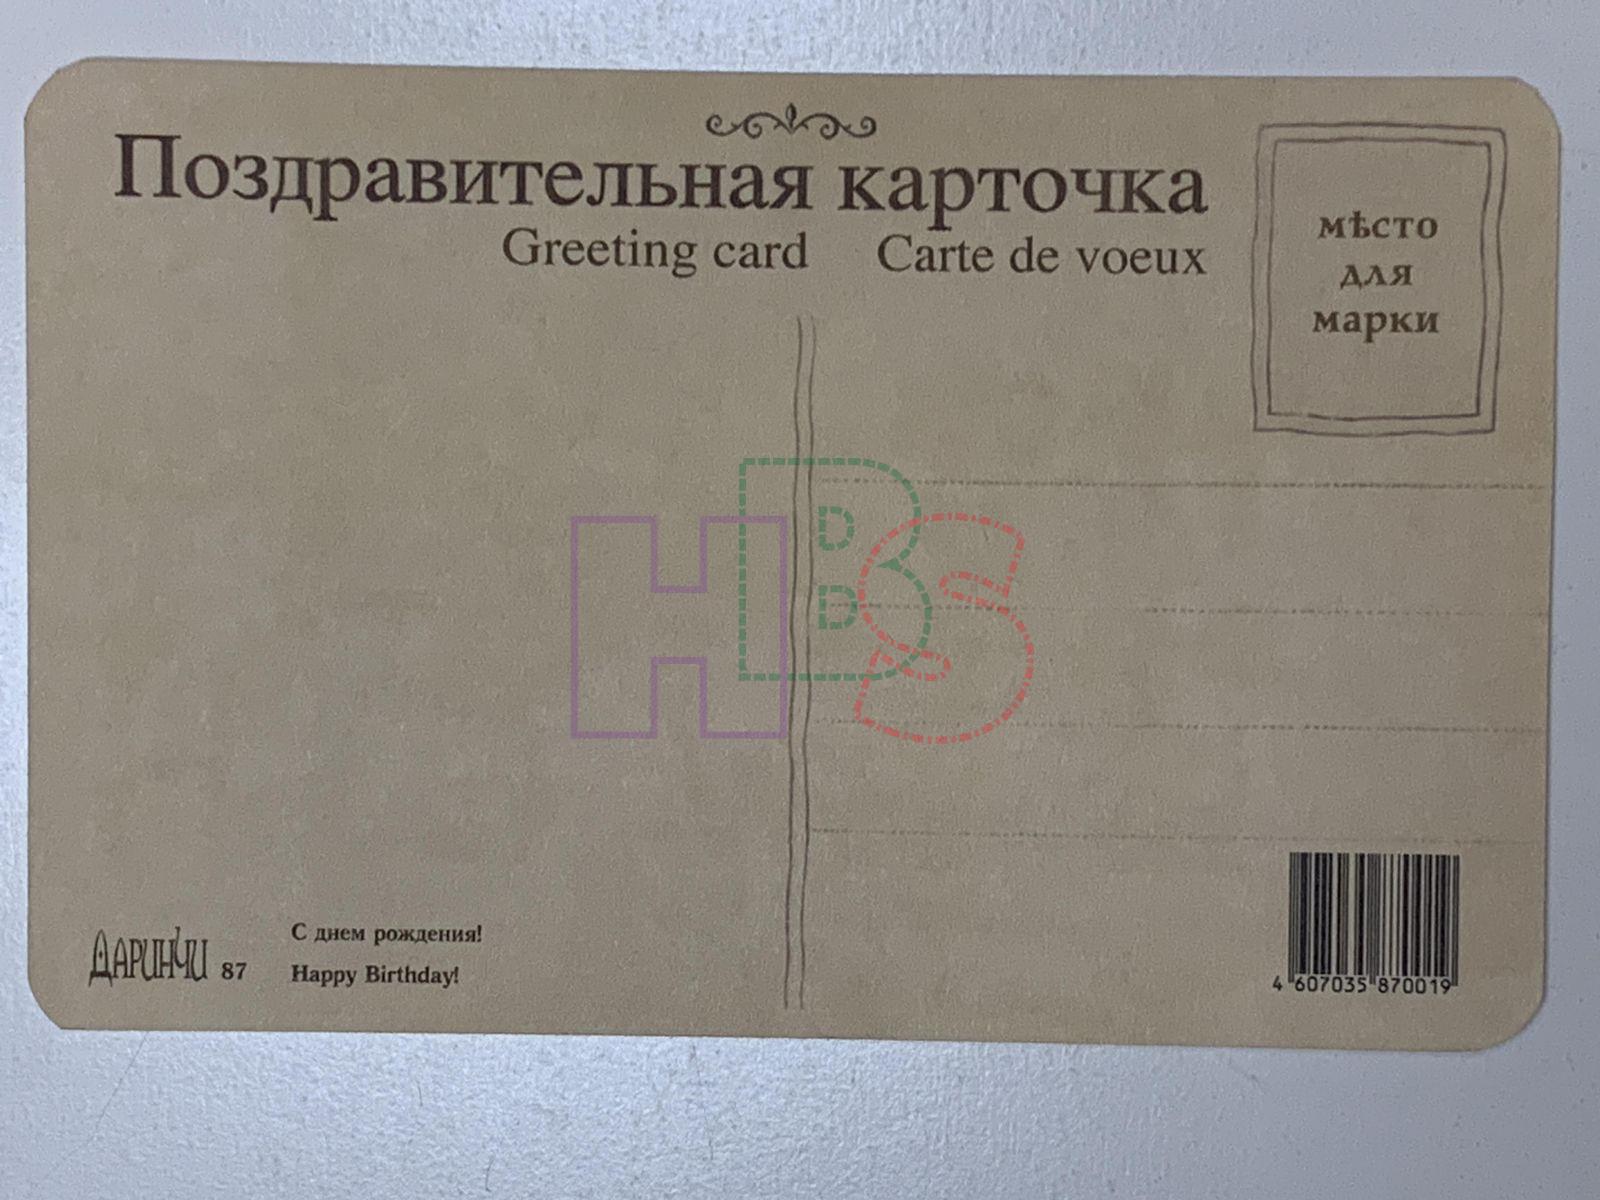 Поздравительная карточка
Greeting card Carte de voeux
мѣсто
для
марки
H B S
ДАРИНЧИ 87
С днем рождения!
Happy Birthday!
4 607035 870019